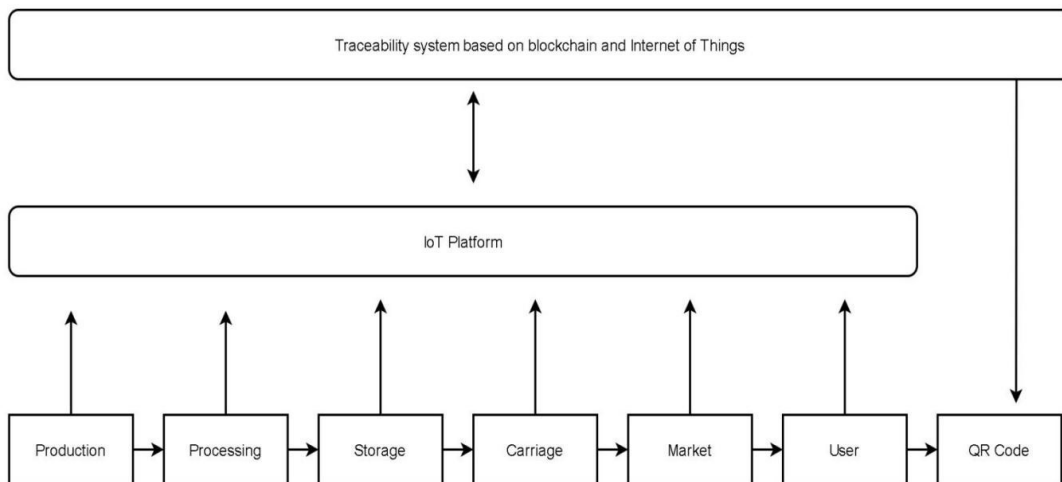 Traceability system based on blockchain and Internet of Things
IoT Platform
Production
Processing
Storage
Carriage
Market
User
QR Code